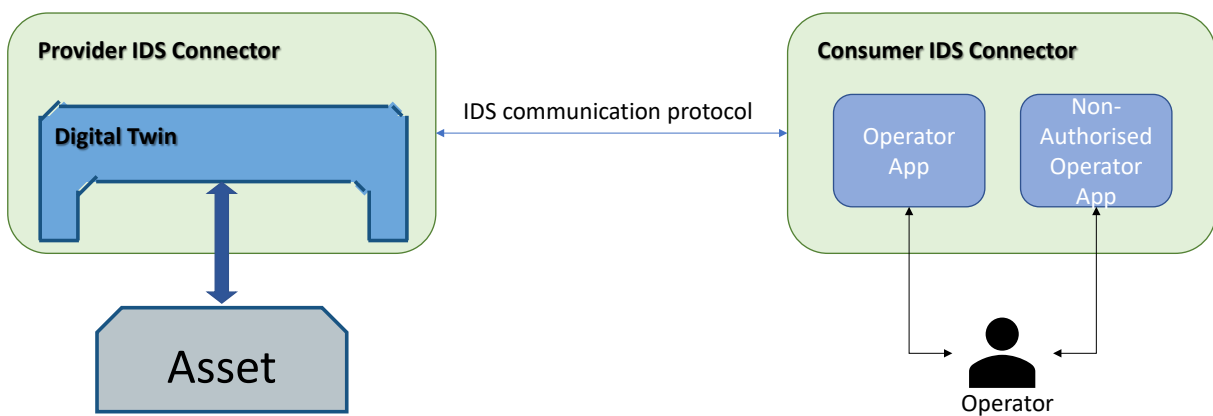 Provider IDS Connector
Digital Twin
Asset
IDS communication protocol
Consumer IDS Connector
Operator
App
Non-
Authorised
Operator
App
Operator